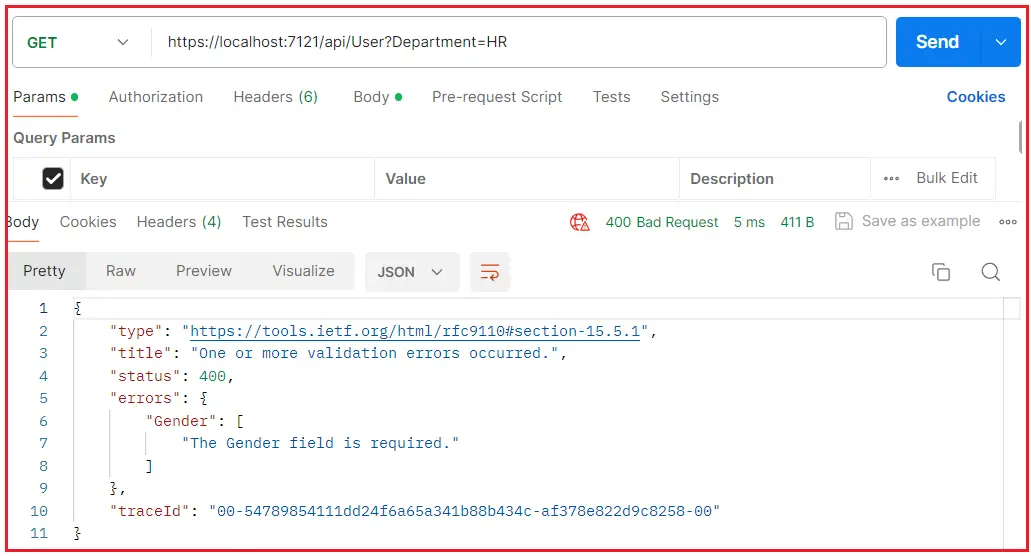 GET https://localhost:7121/api/User?Department=HR Send
Params Authorization Headers (6) Body Pre-request Script Tests Settings Cookies
Query Params
Key Value Description ••• Bulk Edit
Body Cookies Headers (4) Test Results 400 Bad Request 5 ms 411 B Save as example
Pretty Raw Preview Visualize JSON
1 {
2 "type": "https://tools.ietf.org/html/rfc9110#section-15.5.1",
3 "title": "One or more validation errors occurred.",
4 "status": 400,
5 "errors": {
6 "Gender": [
7 "The Gender field is required."
8 ]
9 },
10 "traceId": "00-54789854111dd24f6a65a341b88b434c-af378e822d9c8258-00"
11 }